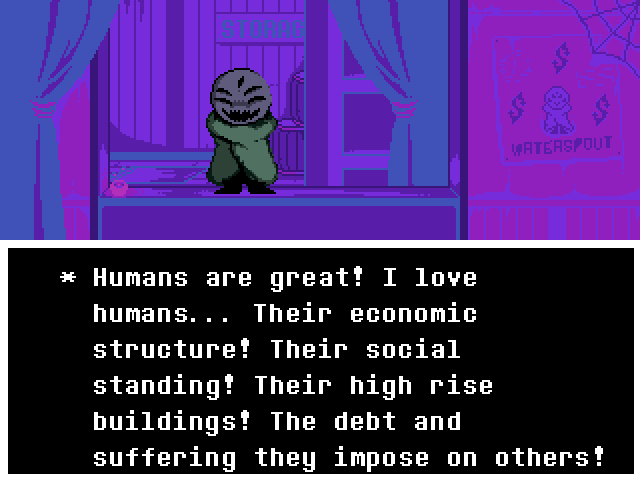 STORAG
$
$
$
WATERSPOUT
* Humans are great! I love
humans... Their economic
structure! Their social
standing! Their high rise
buildings! The debt and
suffering they impose on others!